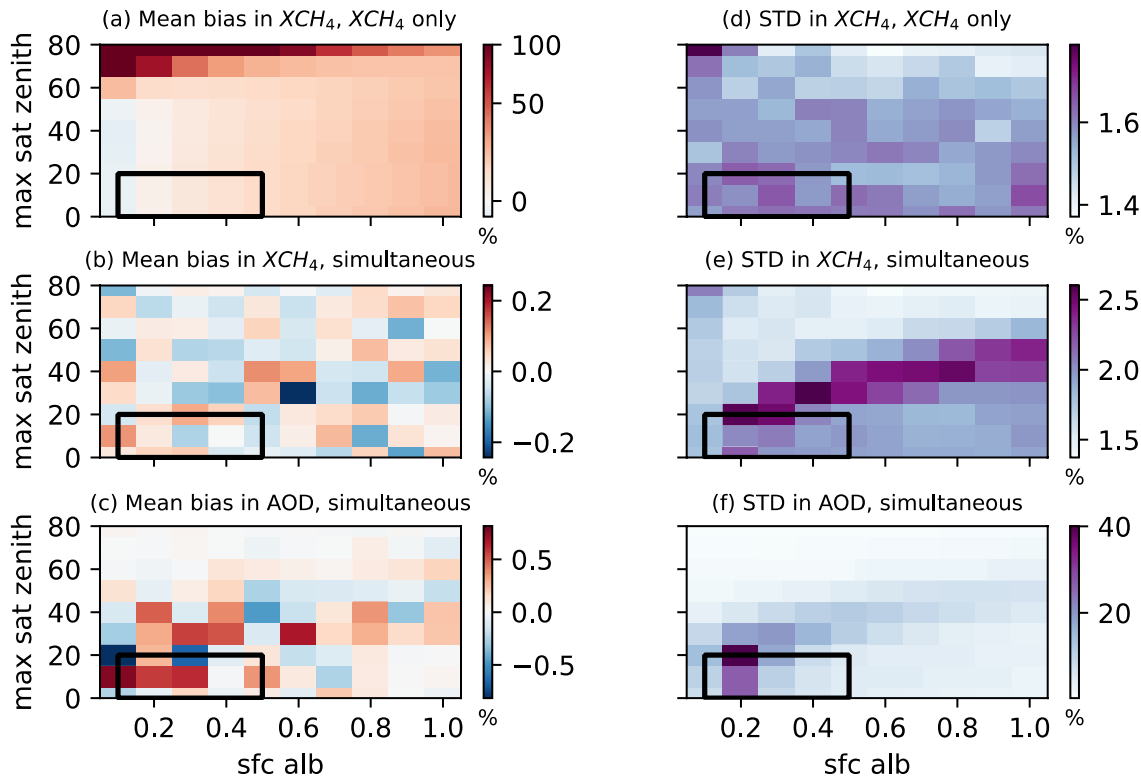 (a) Mean bias in XCH₄, XCH₄ only
max sat zenith
80
60
40
20
0
100
50
0
%
(d) STD in XCH₄, XCH₄ only
1.6
1.4
%
(b) Mean bias in XCH₄, simultaneous
max sat zenith
80
60
40
20
0
0.2
0.0
−0.2
%
(e) STD in XCH₄, simultaneous
2.5
2.0
1.5
%
(c) Mean bias in AOD, simultaneous
max sat zenith
80
60
40
20
0
0.2 0.4 0.6 0.8 1.0
sfc alb
0.5
0.0
−0.5
%
(f) STD in AOD, simultaneous
0.2 0.4 0.6 0.8 1.0
sfc alb
40
20
%